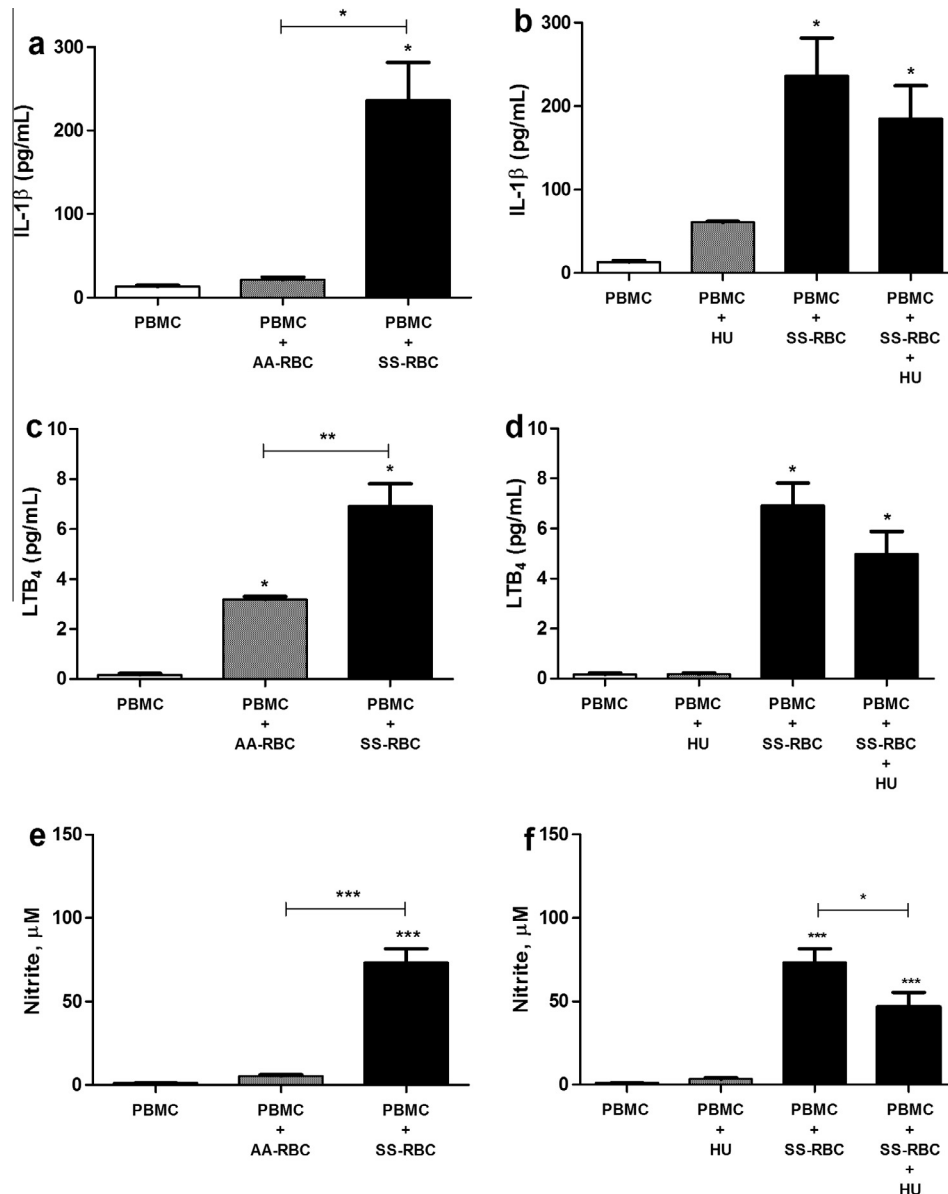 a
*
*
300
200
100
0
IL-1β (pg/mL)
PBMC
PBMC
+
AA-RBC
PBMC
+
SS-RBC
b
*
*
300
200
100
0
IL-1β (pg/mL)
PBMC
PBMC
+
HU
PBMC
+
SS-RBC
PBMC
+
SS-RBC
+
HU
c
**
*
*
10
8
6
4
2
0
LTB₄ (pg/mL)
PBMC
PBMC
+
AA-RBC
PBMC
+
SS-RBC
d
*
*
10
8
6
4
2
0
LTB₄ (pg/mL)
PBMC
PBMC
+
HU
PBMC
+
SS-RBC
PBMC
+
SS-RBC
+
HU
e
***
***
150
100
50
0
Nitrite, μM
PBMC
PBMC
+
AA-RBC
PBMC
+
SS-RBC
f
*
***
***
150
100
50
0
Nitrite, μM
PBMC
PBMC
+
HU
PBMC
+
SS-RBC
PBMC
+
SS-RBC
+
HU